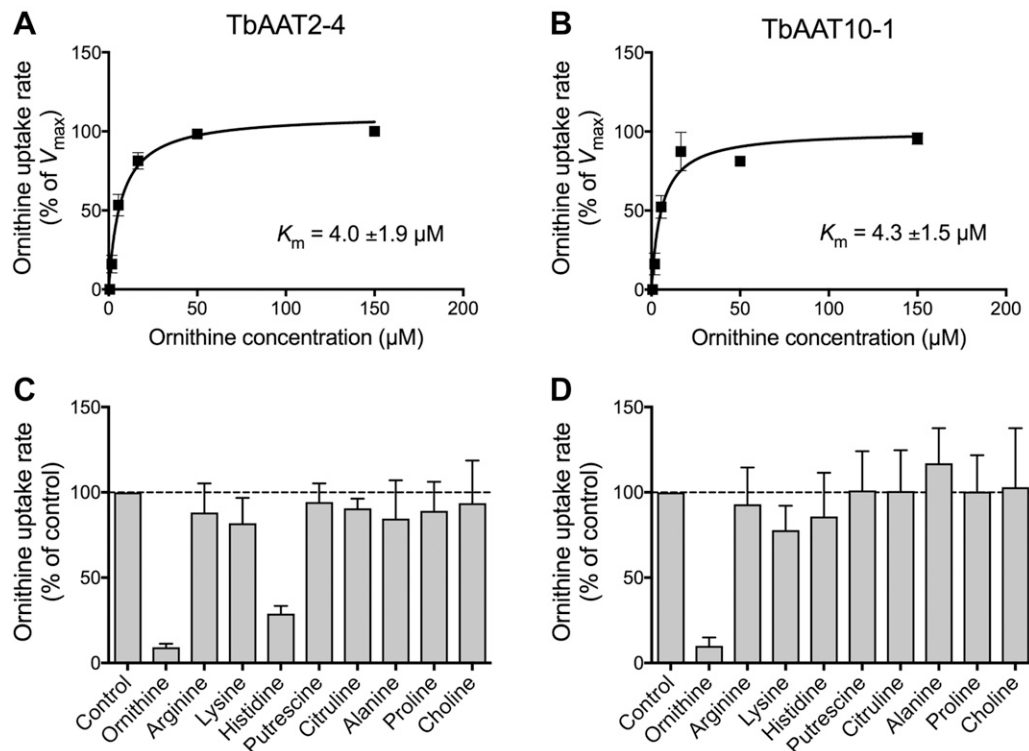 A
TbAAT2-4
Ornithine uptake rate
(% of Vmax)
150
100
50
0
0
50
100
150
200
Km = 4.0 ±1.9 µM
Ornithine concentration (µM)
B
TbAAT10-1
Ornithine uptake rate
(% of Vmax)
150
100
50
0
0
50
100
150
200
Km = 4.3 ±1.5 µM
Ornithine concentration (µM)
C
Ornithine uptake rate
(% of control)
150
100
50
0
Control
Ornithine
Arginine
Lysine
Histidine
Putrescine
Citruline
Alanine
Proline
Choline
D
Ornithine uptake rate
(% of control)
150
100
50
0
Control
Ornithine
Arginine
Lysine
Histidine
Putrescine
Citruline
Alanine
Proline
Choline